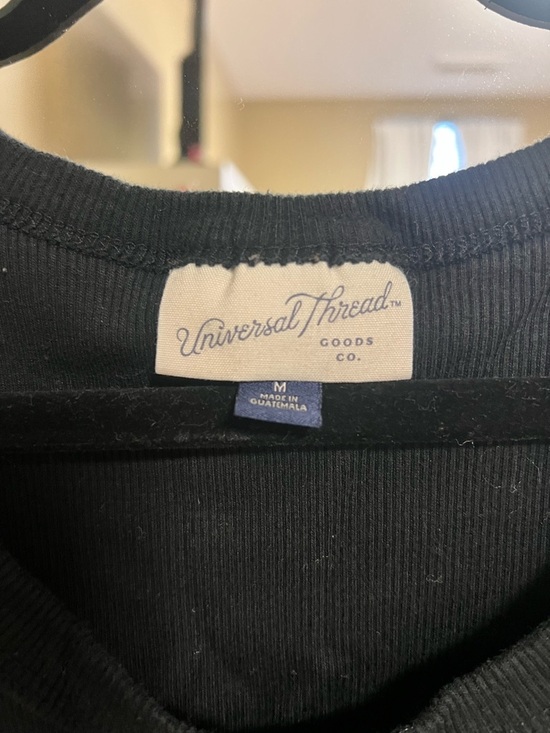 Universal Thread™
GOODS
CO.
M
MADE IN
GUATEMALA